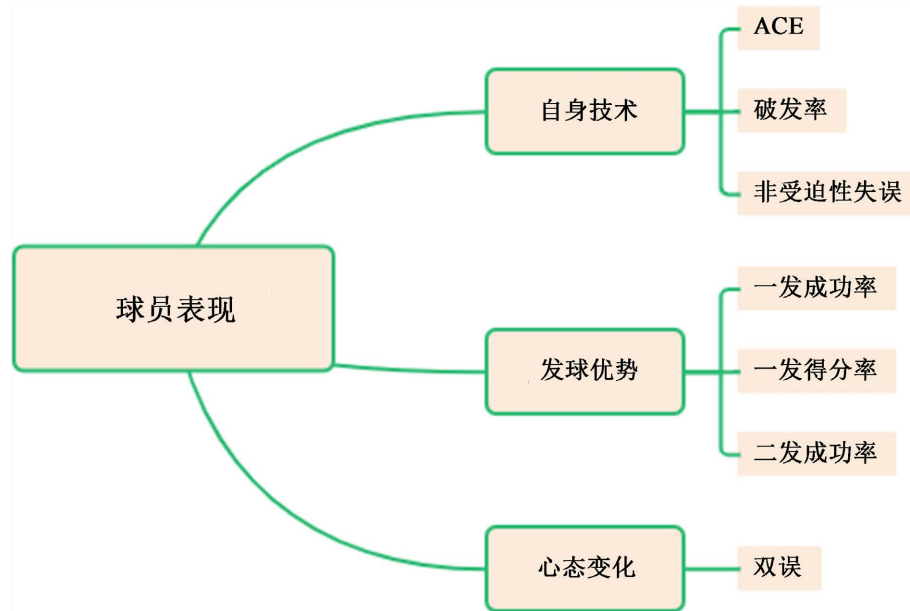 球员表现
自身技术
ACE
破发率
非受迫性失误
发球优势
一发成功率
一发得分率
二发成功率
心态变化
双误